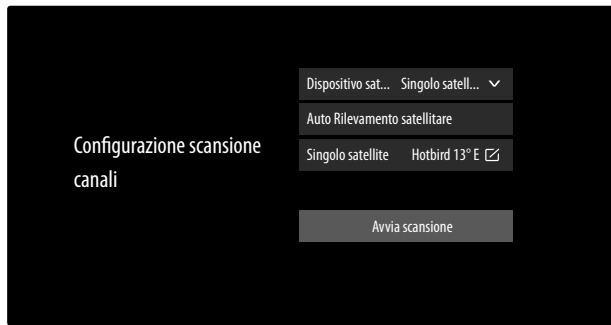 Configurazione scansione
canali
Dispositivo sat... Singolo satell...
Auto Rilevamento satellitare
Singolo satellite Hotbird 13° E
Avvia scansione